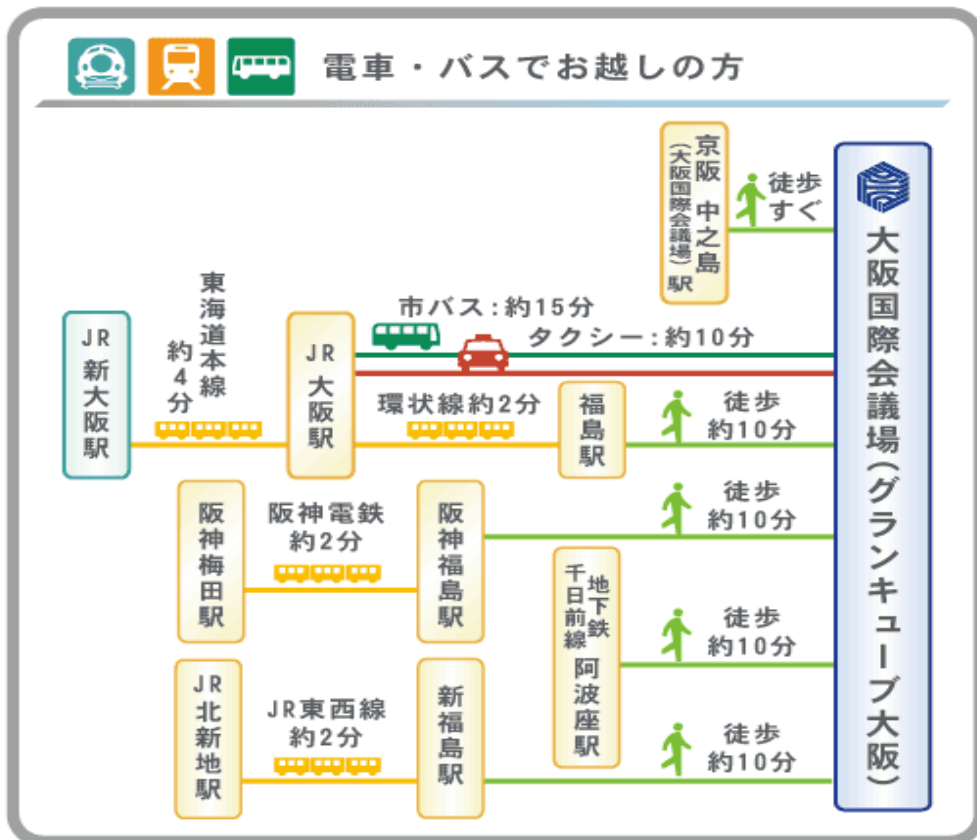 電車・バスでお越しの方
京阪 中之島
(大阪国際会議場)駅
徒歩
すぐ
大阪国際会議場(グランキューブ大阪)
JR 新大阪駅
東海道本線
約4分
JR 大阪駅
市バス:約15分
タクシー:約10分
環状線約2分
福島駅
徒歩
約10分
阪神梅田駅
阪神電鉄
約2分
阪神福島駅
徒歩
約10分
地下鉄
千日前線
阿波座駅
徒歩
約10分
JR北新地駅
JR東西線
約2分
新福島駅
徒歩
約10分